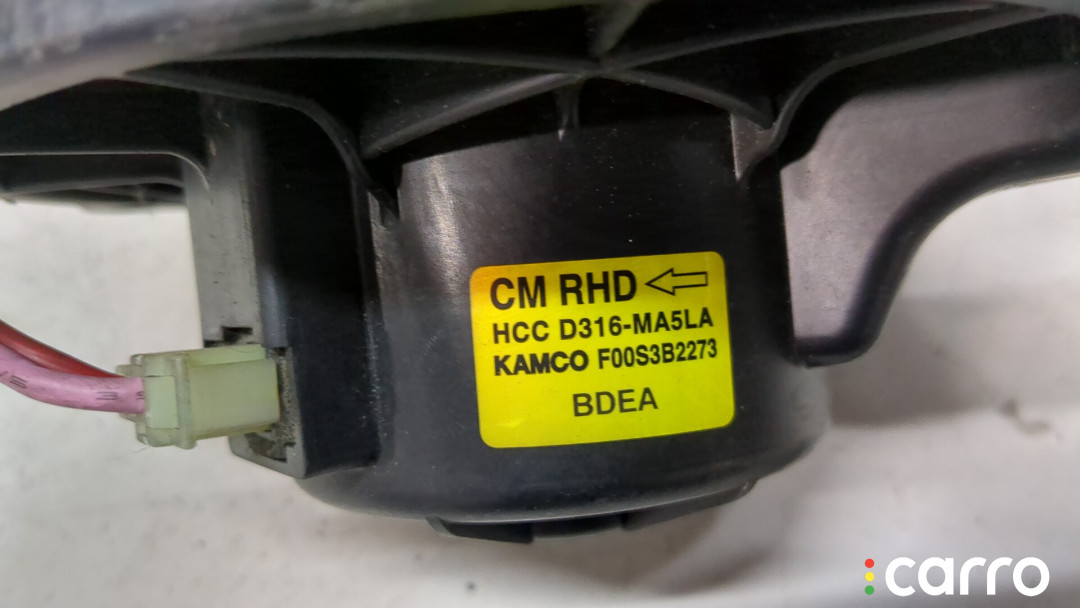 CM RHD
HCC D316-MA5LA
KAMCO F00S3B2273
BDEA
carro